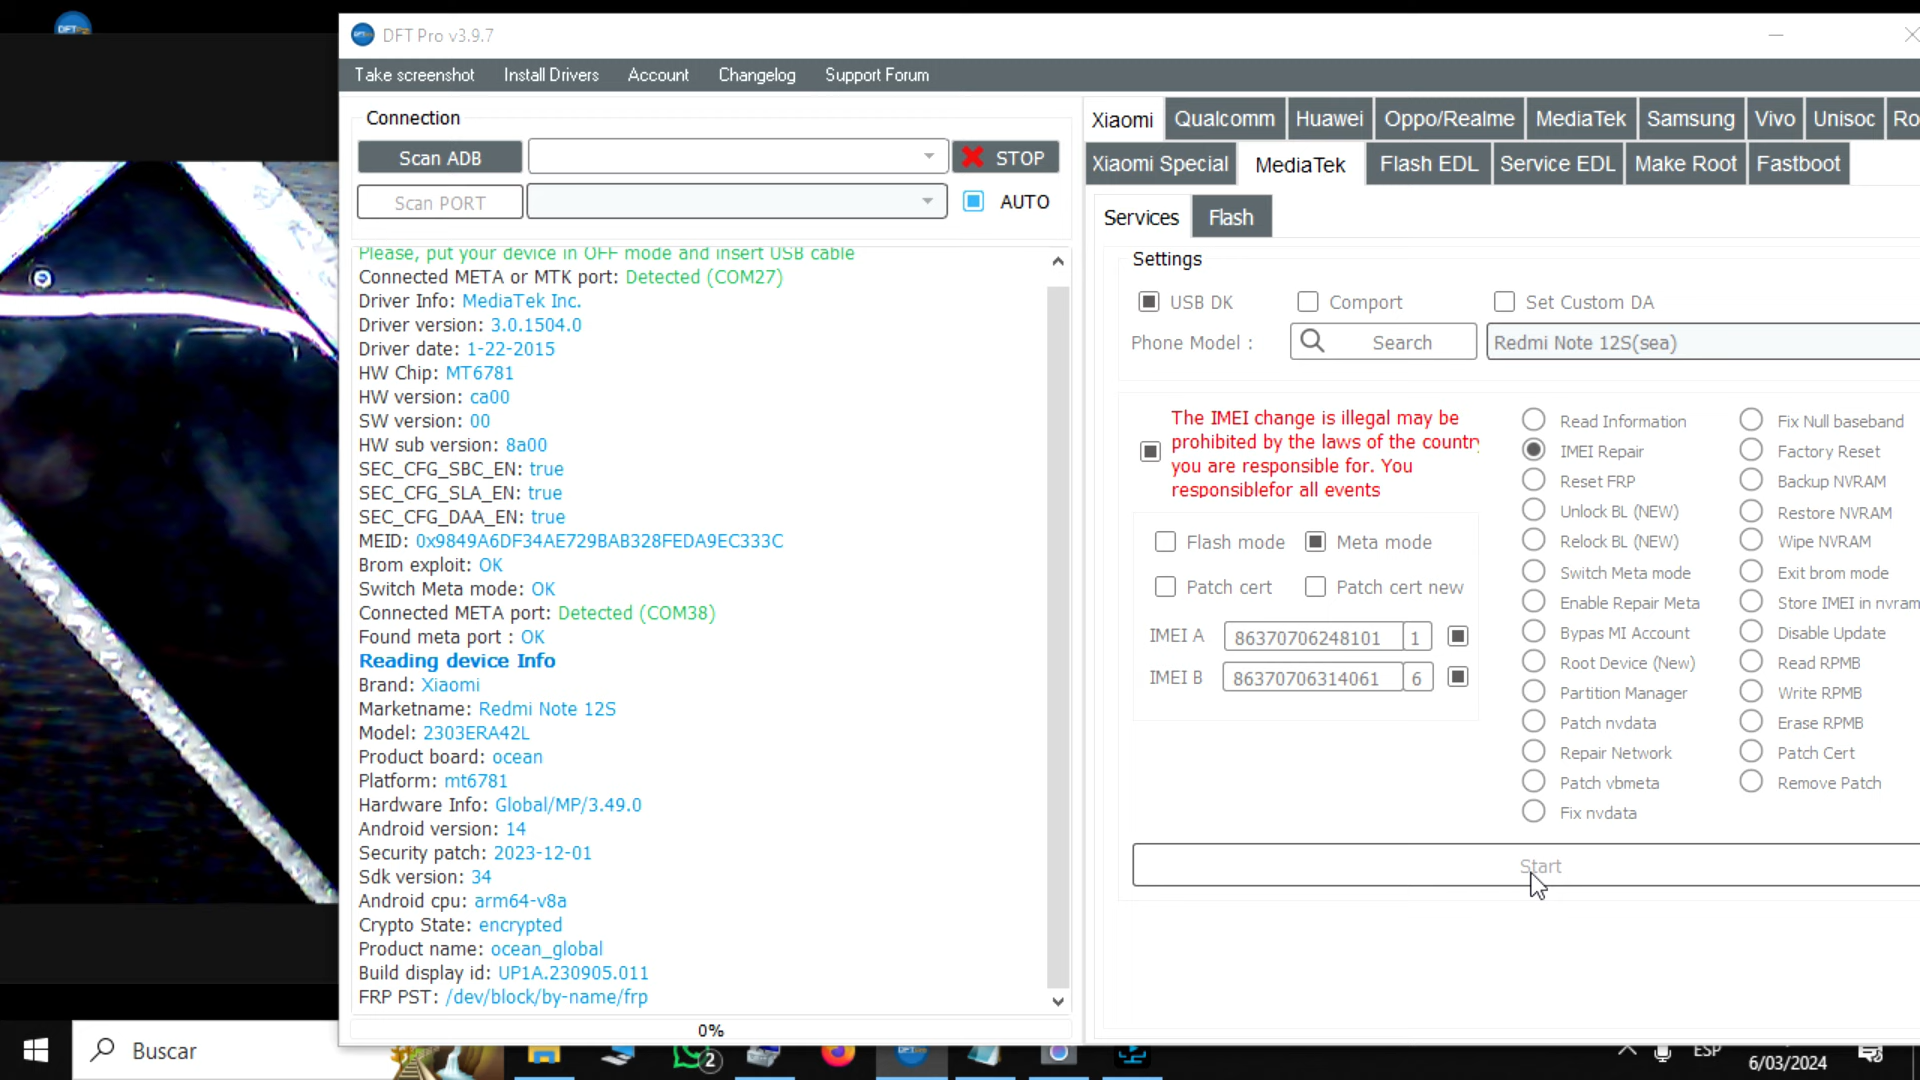 DFT Pro v3.9.7
Take screenshot Install Drivers Account Changelog Support Forum
Connection
Scan ADB STOP
Scan PORT AUTO
Please, put your device in OFF mode and insert USB cable
Connected META or MTK port: Detected (COM27)
Driver Info: MediaTek Inc.
Driver version: 3.0.1504.0
Driver date: 1-22-2015
HW Chip: MT6781
HW version: ca00
SW version: 00
HW sub version: 8a00
SEC_CFG_SBC_EN: true
SEC_CFG_SLA_EN: true
SEC_CFG_DAA_EN: true
MEID: 0x9849A6DF34AE729BAB328FEDA9EC333C
Brom exploit: OK
Switch Meta mode: OK
Connected META port: Detected (COM38)
Found meta port : OK
Reading device Info
Brand: Xiaomi
Marketname: Redmi Note 12S
Model: 2303ERA42L
Product board: ocean
Platform: mt6781
Hardware Info: Global/MP/3.49.0
Android version: 14
Security patch: 2023-12-01
Sdk version: 34
Android cpu: arm64-v8a
Crypto State: encrypted
Product name: ocean_global
Build display id: UP1A.230905.011
FRP PST: /dev/block/by-name/frp
0%
Xiaomi Qualcomm Huawei Oppo/Realme MediaTek Samsung Vivo Unisoc Ro
Xiaomi Special MediaTek Flash EDL Service EDL Make Root Fastboot
Services Flash
Settings
USB DK Comport Set Custom DA
Phone Model : Search Redmi Note 12S(sea)
The IMEI change is illegal may be
prohibited by the laws of the country
you are responsible for. You
responsiblefor all events
Flash mode Meta mode
Patch cert Patch cert new
IMEI A 86370706248101 1
IMEI B 86370706314061 6
Read Information Fix Null baseband
IMEI Repair Factory Reset
Reset FRP Backup NVRAM
Unlock BL (NEW) Restore NVRAM
Relock BL (NEW) Wipe NVRAM
Switch Meta mode Exit brom mode
Enable Repair Meta Store IMEI in nvram
Bypas MI Account Disable Update
Root Device (New) Read RPMB
Partition Manager Write RPMB
Patch nvdata Erase RPMB
Repair Network Patch Cert
Patch vbmeta Remove Patch
Fix nvdata
Start
Buscar 2 ESP
6/03/2024